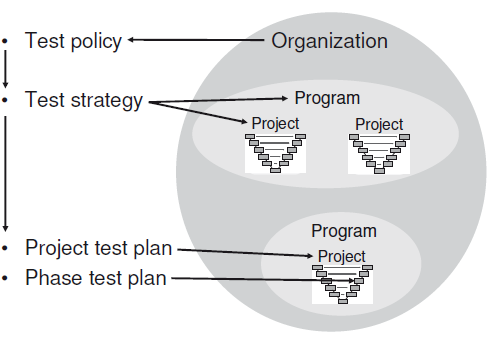 • Test policy
Organization
• Test strategy
Program
Project
Project
Program
• Project test plan
Project
• Phase test plan